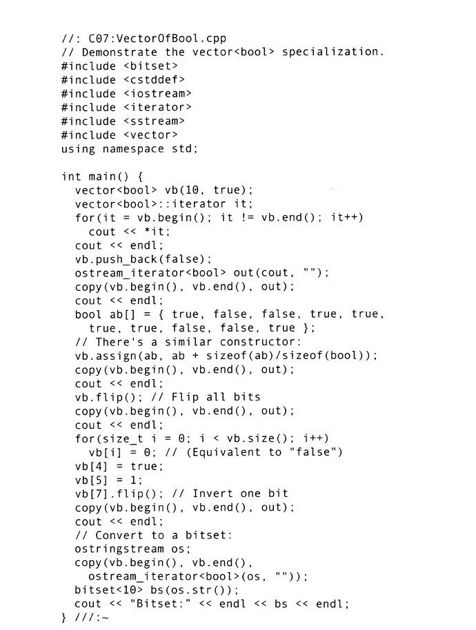 //: C07:VectorOfBool.cpp
// Demonstrate the vector<bool> specialization.
#include <bitset>
#include <cstddef>
#include <iostream>
#include <iterator>
#include <sstream>
#include <vector>
using namespace std;

int main() {
  vector<bool> vb(10, true);
  vector<bool>::iterator it;
  for(it = vb.begin(); it != vb.end(); it++)
    cout << *it;
  cout << endl;
  vb.push_back(false);
  ostream_iterator<bool> out(cout, "");
  copy(vb.begin(), vb.end(), out);
  cout << endl;
  bool ab[] = { true, false, false, true, true,
    true, true, false, false, true };
  // There's a similar constructor:
  vb.assign(ab, ab + sizeof(ab)/sizeof(bool));
  copy(vb.begin(), vb.end(), out);
  cout << endl;
  vb.flip(); // Flip all bits
  copy(vb.begin(), vb.end(), out);
  cout << endl;
  for(size_t i = 0; i < vb.size(); i++)
    vb[i] = 0; // (Equivalent to "false")
  vb[4] = true;
  vb[5] = 1;
  vb[7].flip(); // Invert one bit
  copy(vb.begin(), vb.end(), out);
  cout << endl;
  // Convert to a bitset:
  ostringstream os;
  copy(vb.begin(), vb.end(),
    ostream_iterator<bool>(os, ""));
  bitset<10> bs(os.str());
  cout << "Bitset:" << endl << bs << endl;
} ///:~